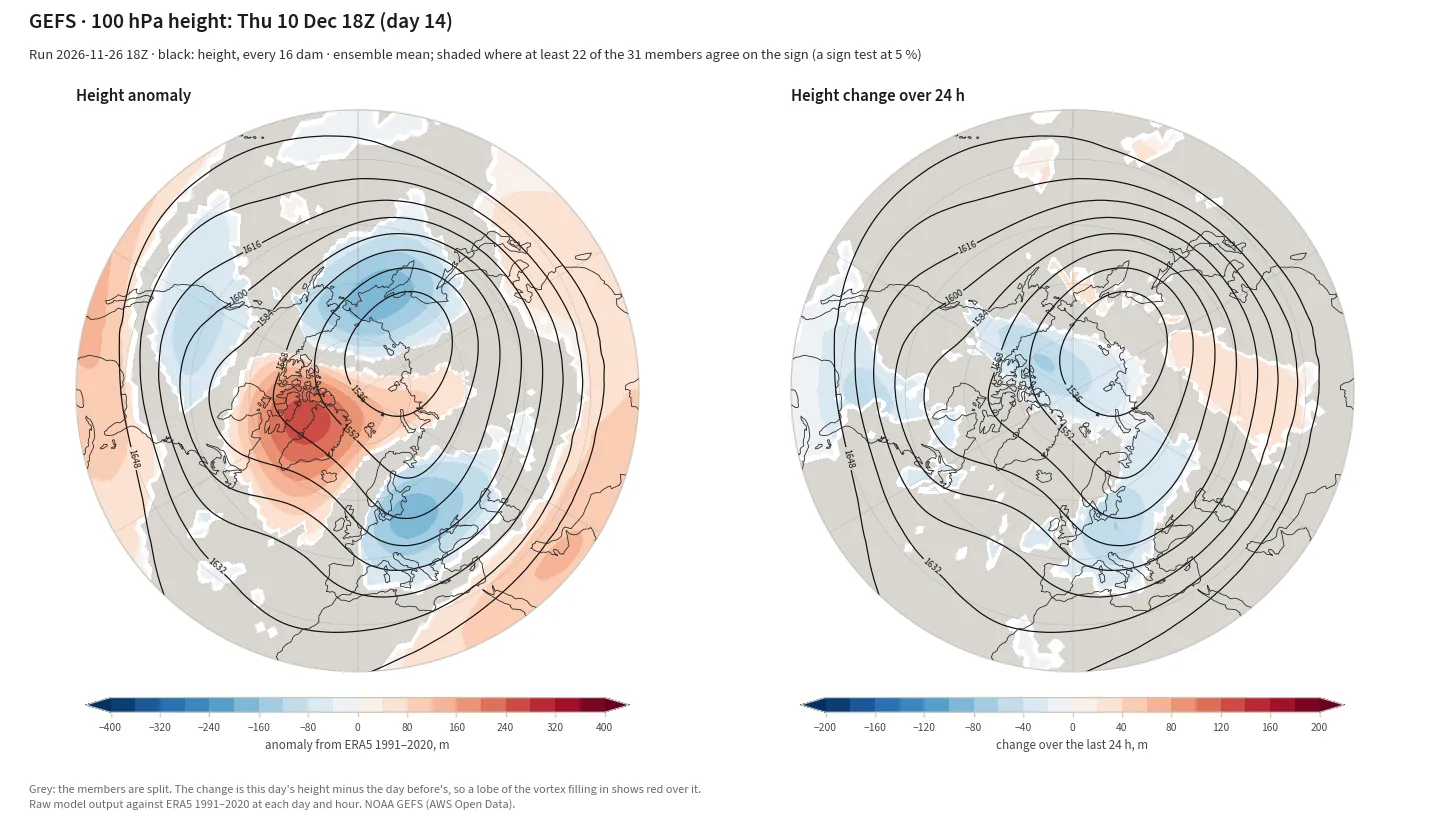 GEFS · 100 hPa height: Thu 10 Dec 18Z (day 14)
Run 2026-11-26 18Z · black: height, every 16 dam · ensemble mean; shaded where at least 22 of the 31 members agree on the sign (a sign test at 5 %)
Height anomaly
Height change over 24 h
1616
1600
1584
1568
1536
1552
1648
1632
1616
1600
1584
1568
1536
1552
1648
1632
−400 −320 −240 −160 −80 0 80 160 240 320 400
anomaly from ERA5 1991–2020, m
−200 −160 −120 −80 −40 0 40 80 120 160 200
change over the last 24 h, m
Grey: the members are split. The change is this day's height minus the day before's, so a lobe of the vortex filling in shows red over it.
Raw model output against ERA5 1991–2020 at each day and hour. NOAA GEFS (AWS Open Data).